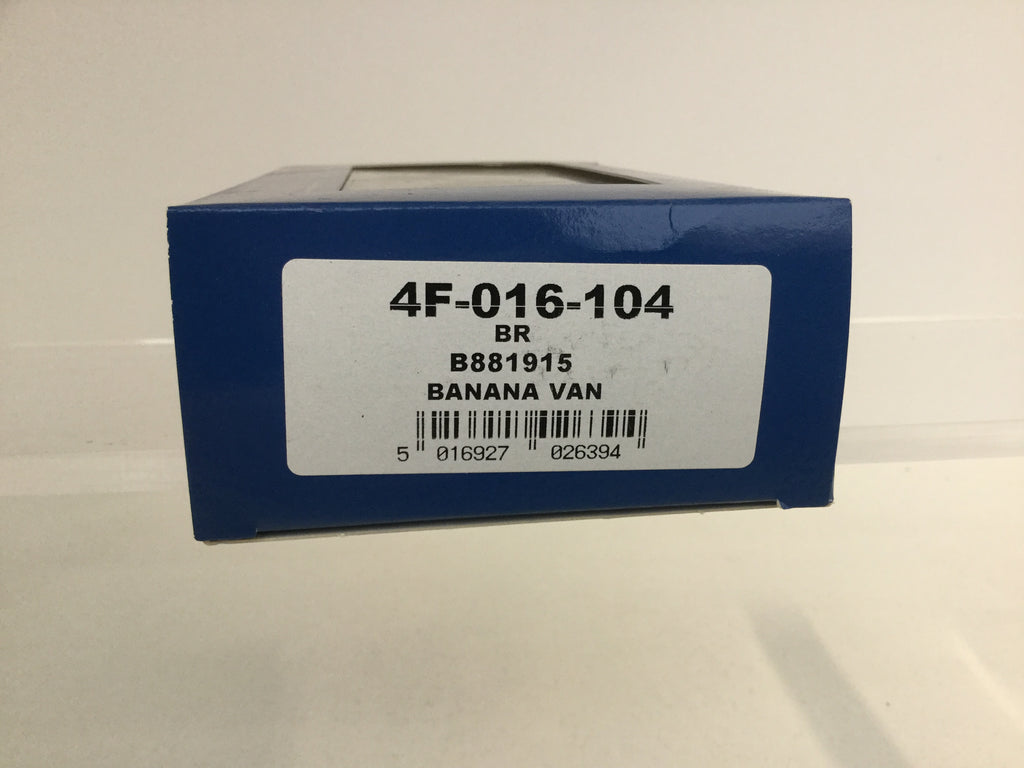 4F-016-104
BR
B881915
BANANA VAN
5 016927 026394